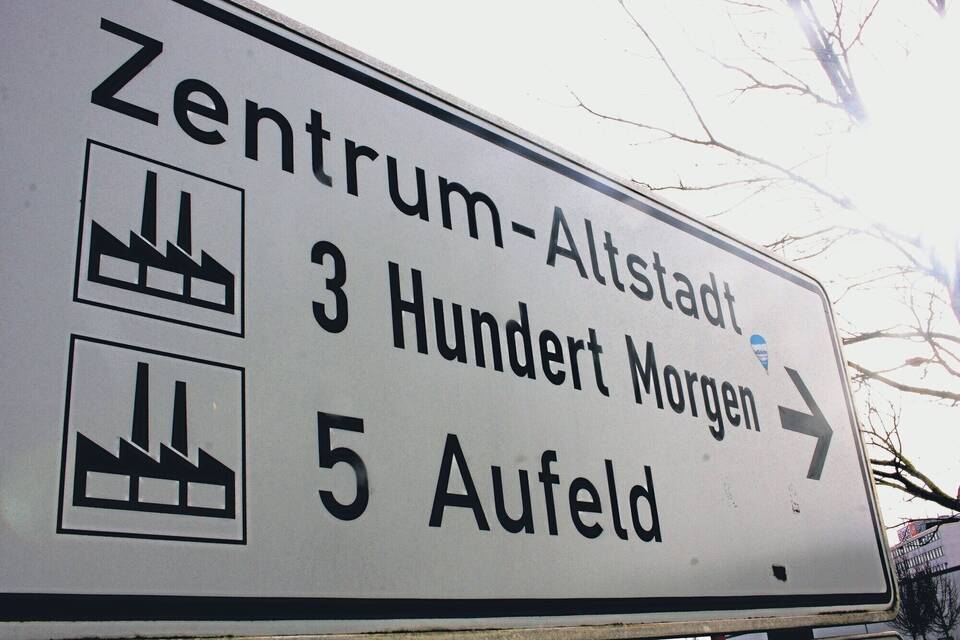 Zentrum-Altstadt
3 Hundert Morgen
5 Aufeld